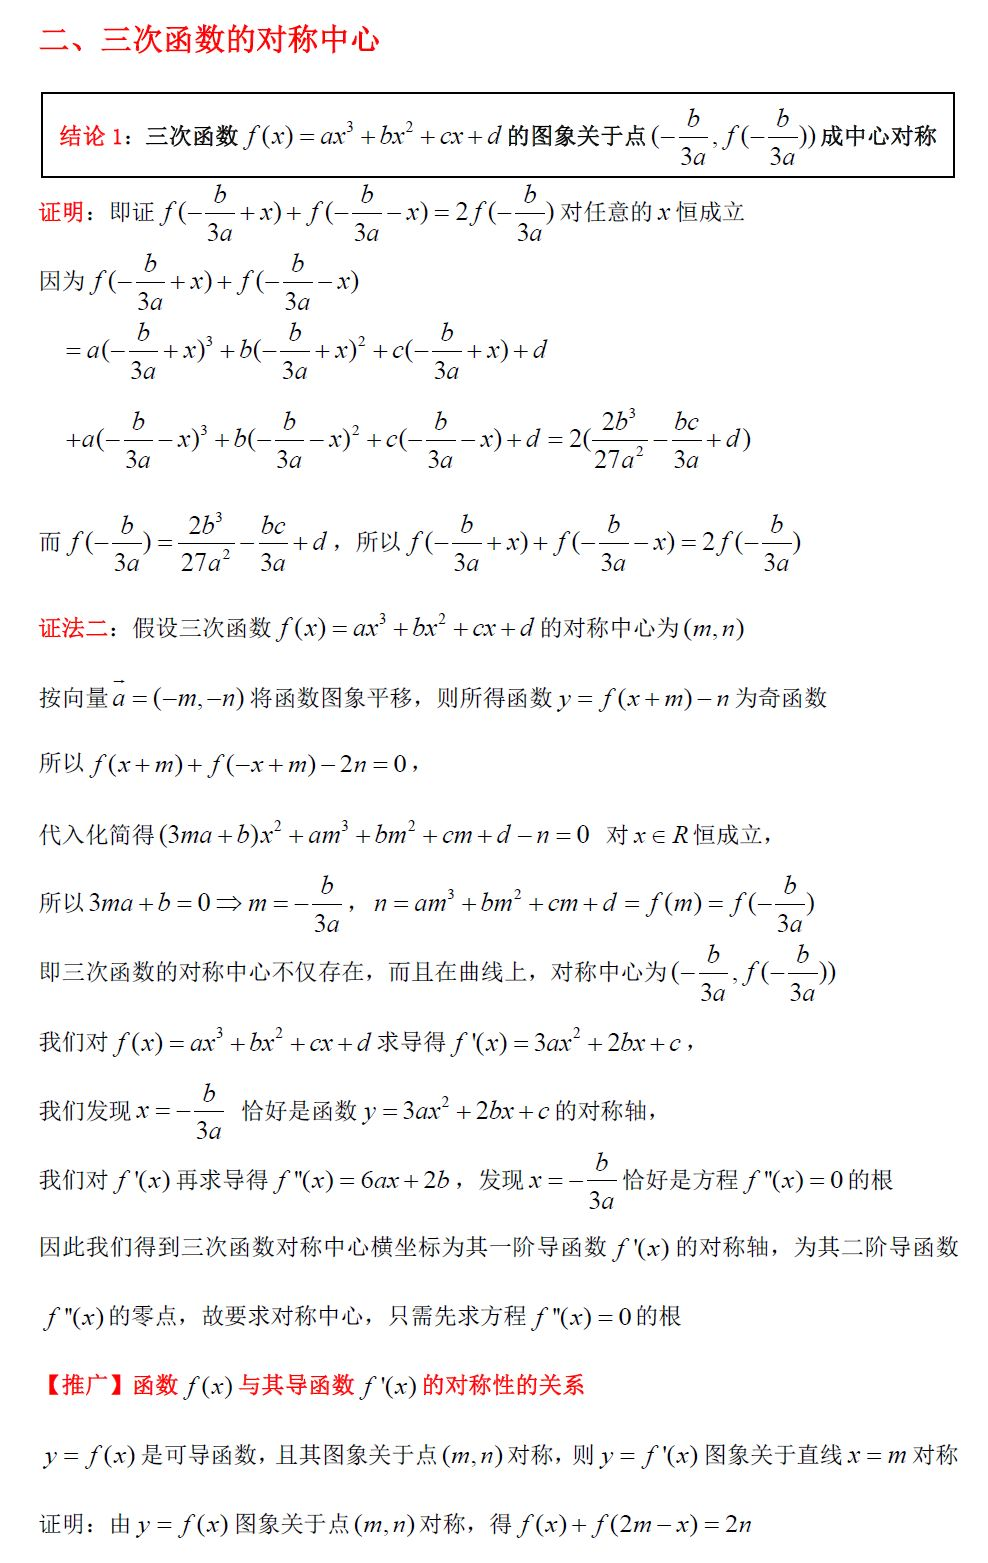 二、三次函数的对称中心
结论 1：三次函数 $f(x)=ax^3+bx^2+cx+d$ 的图象关于点 $(-\frac{b}{3a},f(-\frac{b}{3a}))$ 成中心对称
证明：即证 $f(-\frac{b}{3a}+x)+f(-\frac{b}{3a}-x)=2f(-\frac{b}{3a})$ 对任意的 $x$ 恒成立
因为 $f(-\frac{b}{3a}+x)+f(-\frac{b}{3a}-x)$
$=a(-\frac{b}{3a}+x)^3+b(-\frac{b}{3a}+x)^2+c(-\frac{b}{3a}+x)+d$
$+a(-\frac{b}{3a}-x)^3+b(-\frac{b}{3a}-x)^2+c(-\frac{b}{3a}-x)+d=2(\frac{2b^3}{27a^2}-\frac{bc}{3a}+d)$
而 $f(-\frac{b}{3a})=\frac{2b^3}{27a^2}-\frac{bc}{3a}+d$，所以 $f(-\frac{b}{3a}+x)+f(-\frac{b}{3a}-x)=2f(-\frac{b}{3a})$
证法二：假设三次函数 $f(x)=ax^3+bx^2+cx+d$ 的对称中心为 $(m,n)$
按向量 $\vec{a}=(-m,-n)$ 将函数图象平移，则所得函数 $y=f(x+m)-n$ 为奇函数
所以 $f(x+m)+f(-x+m)-2n=0$，
代入化简得 $(3ma+b)x^2+am^3+bm^2+cm+d-n=0$ 对 $x\in R$ 恒成立，
所以 $3ma+b=0\Rightarrow m=-\frac{b}{3a}$，$n=am^3+bm^2+cm+d=f(m)=f(-\frac{b}{3a})$
即三次函数的对称中心不仅存在，而且在曲线上，对称中心为 $(-\frac{b}{3a},f(-\frac{b}{3a}))$
我们对 $f(x)=ax^3+bx^2+cx+d$ 求导得 $f'(x)=3ax^2+2bx+c$，
我们发现 $x=-\frac{b}{3a}$ 恰好是函数 $y=3ax^2+2bx+c$ 的对称轴，
我们对 $f'(x)$ 再求导得 $f''(x)=6ax+2b$，发现 $x=-\frac{b}{3a}$ 恰好是方程 $f''(x)=0$ 的根
因此我们得到三次函数对称中心横坐标为其一阶导函数 $f'(x)$ 的对称轴，为其二阶导函数
$f''(x)$ 的零点，故要求对称中心，只需先求方程 $f''(x)=0$ 的根
【推广】函数 $f(x)$ 与其导函数 $f'(x)$ 的对称性的关系
$y=f(x)$ 是可导函数，且其图象关于点 $(m,n)$ 对称，则 $y=f'(x)$ 图象关于直线 $x=m$ 对称
证明：由 $y=f(x)$ 图象关于点 $(m,n)$ 对称，得 $f(x)+f(2m-x)=2n$